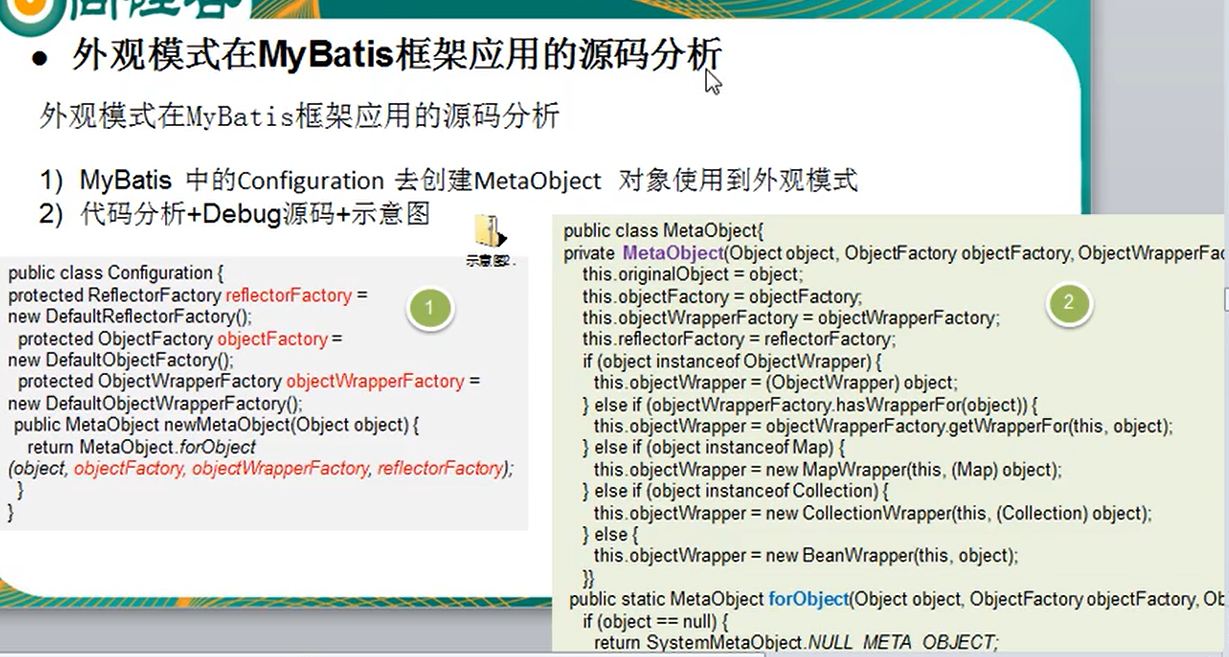 外观模式在MyBatis框架应用的源码分析
外观模式在MyBatis框架应用的源码分析
1) MyBatis 中的Configuration 去创建MetaObject 对象使用到外观模式
2) 代码分析+Debug源码+示意图
示意图2.
public class Configuration {
protected ReflectorFactory reflectorFactory =
new DefaultReflectorFactory();
protected ObjectFactory objectFactory =
new DefaultObjectFactory();
protected ObjectWrapperFactory objectWrapperFactory =
new DefaultObjectWrapperFactory();
public MetaObject newMetaObject(Object object) {
return MetaObject.forObject
(object, objectFactory, objectWrapperFactory, reflectorFactory);
}
}
1
public class MetaObject{
private MetaObject(Object object, ObjectFactory objectFactory, ObjectWrapperFac
this.originalObject = object;
this.objectFactory = objectFactory;
this.objectWrapperFactory = objectWrapperFactory;
this.reflectorFactory = reflectorFactory;
if (object instanceof ObjectWrapper) {
this.objectWrapper = (ObjectWrapper) object;
} else if (objectWrapperFactory.hasWrapperFor(object)) {
this.objectWrapper = objectWrapperFactory.getWrapperFor(this, object);
} else if (object instanceof Map) {
this.objectWrapper = new MapWrapper(this, (Map) object);
} else if (object instanceof Collection) {
this.objectWrapper = new CollectionWrapper(this, (Collection) object);
} else {
this.objectWrapper = new BeanWrapper(this, object);
}}
public static MetaObject forObject(Object object, ObjectFactory objectFactory, Ob
if (object == null) {
return SystemMetaObject.NULL_META_OBJECT;
2